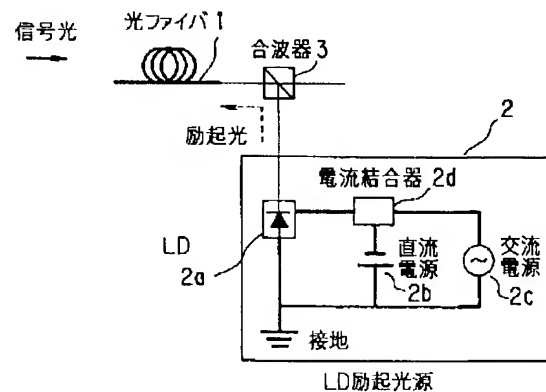 信号光
光ファイバ1
合波器3
励起光
2
電流結合器2d
LD
2a
直流
電源
2b
交流
電源
2c
接地
LD励起光源